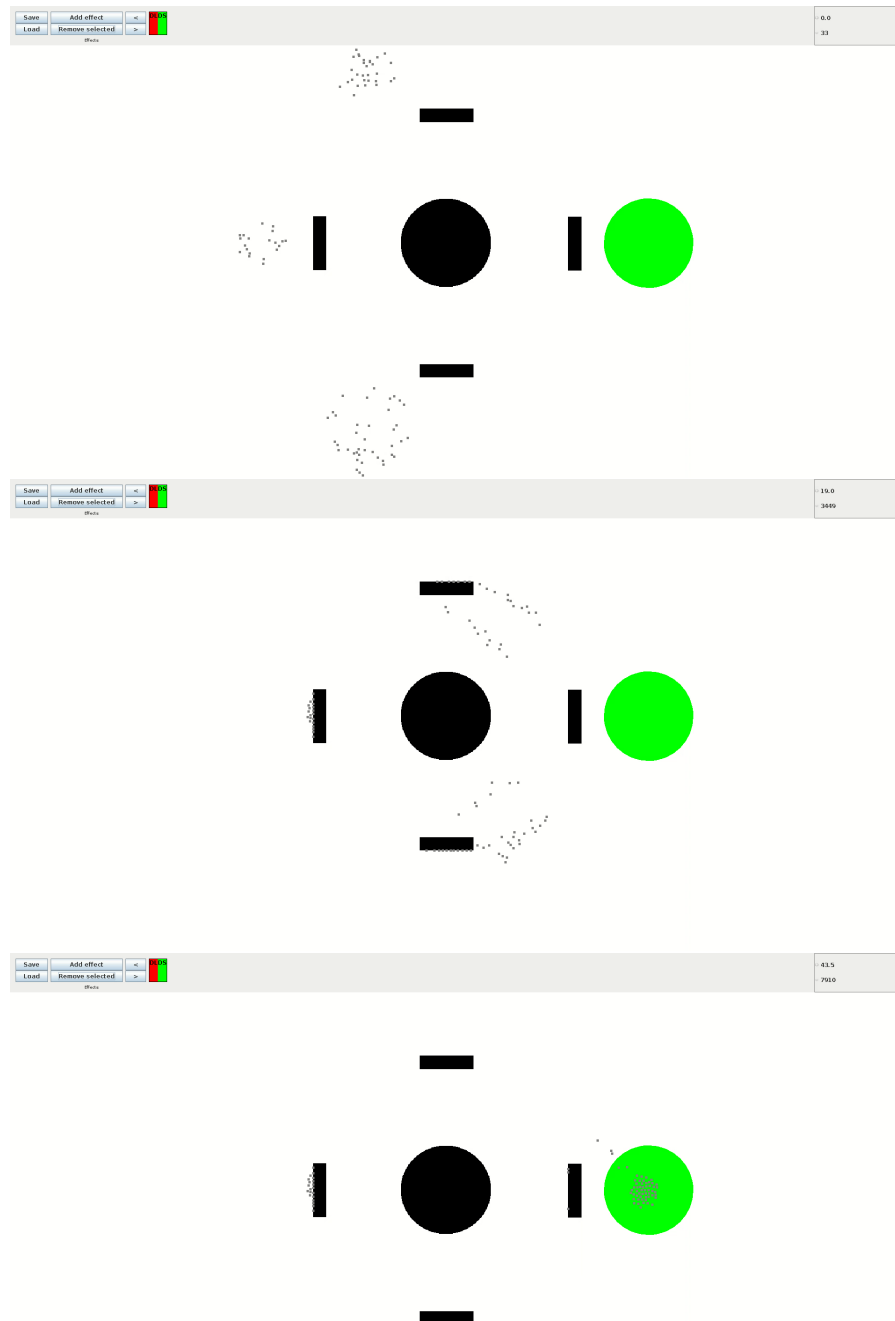 Save Add effect <
Load Remove selected >
Effects
0.0
33
Save Add effect <
Load Remove selected >
Effects
19.0
3449
Save Add effect <
Load Remove selected >
Effects
43.5
7910